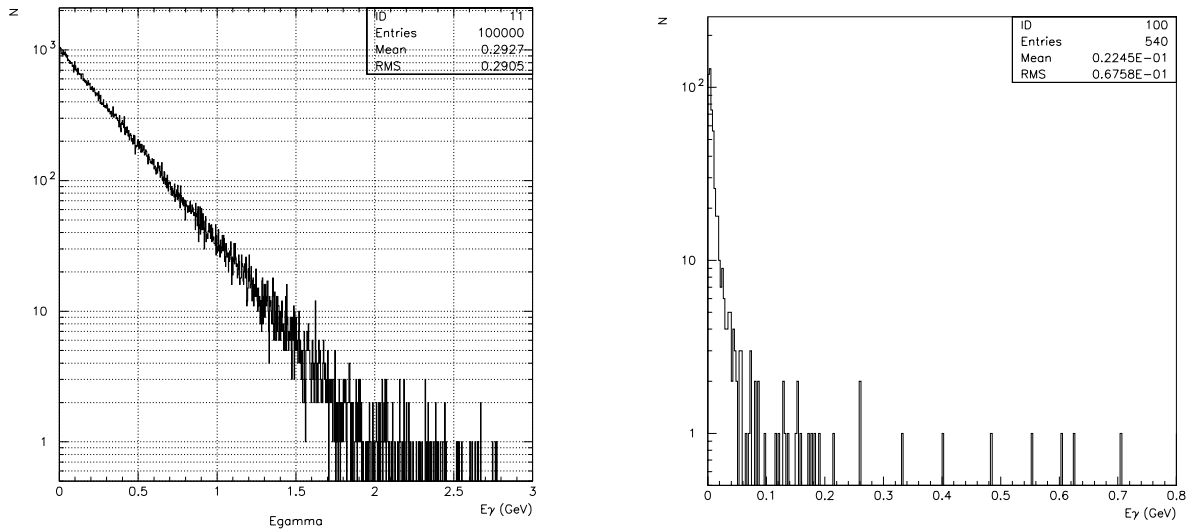 N
ID 11
Entries 100000
Mean 0.2927
RMS 0.2905
10³
10²
10
1
0 0.5 1 1.5 2 2.5 3
Eγ (GeV)
Egamma
N
ID 100
Entries 540
Mean 0.2245E-01
RMS 0.6758E-01
10²
10
1
0 0.1 0.2 0.3 0.4 0.5 0.6 0.7 0.8
Eγ (GeV)